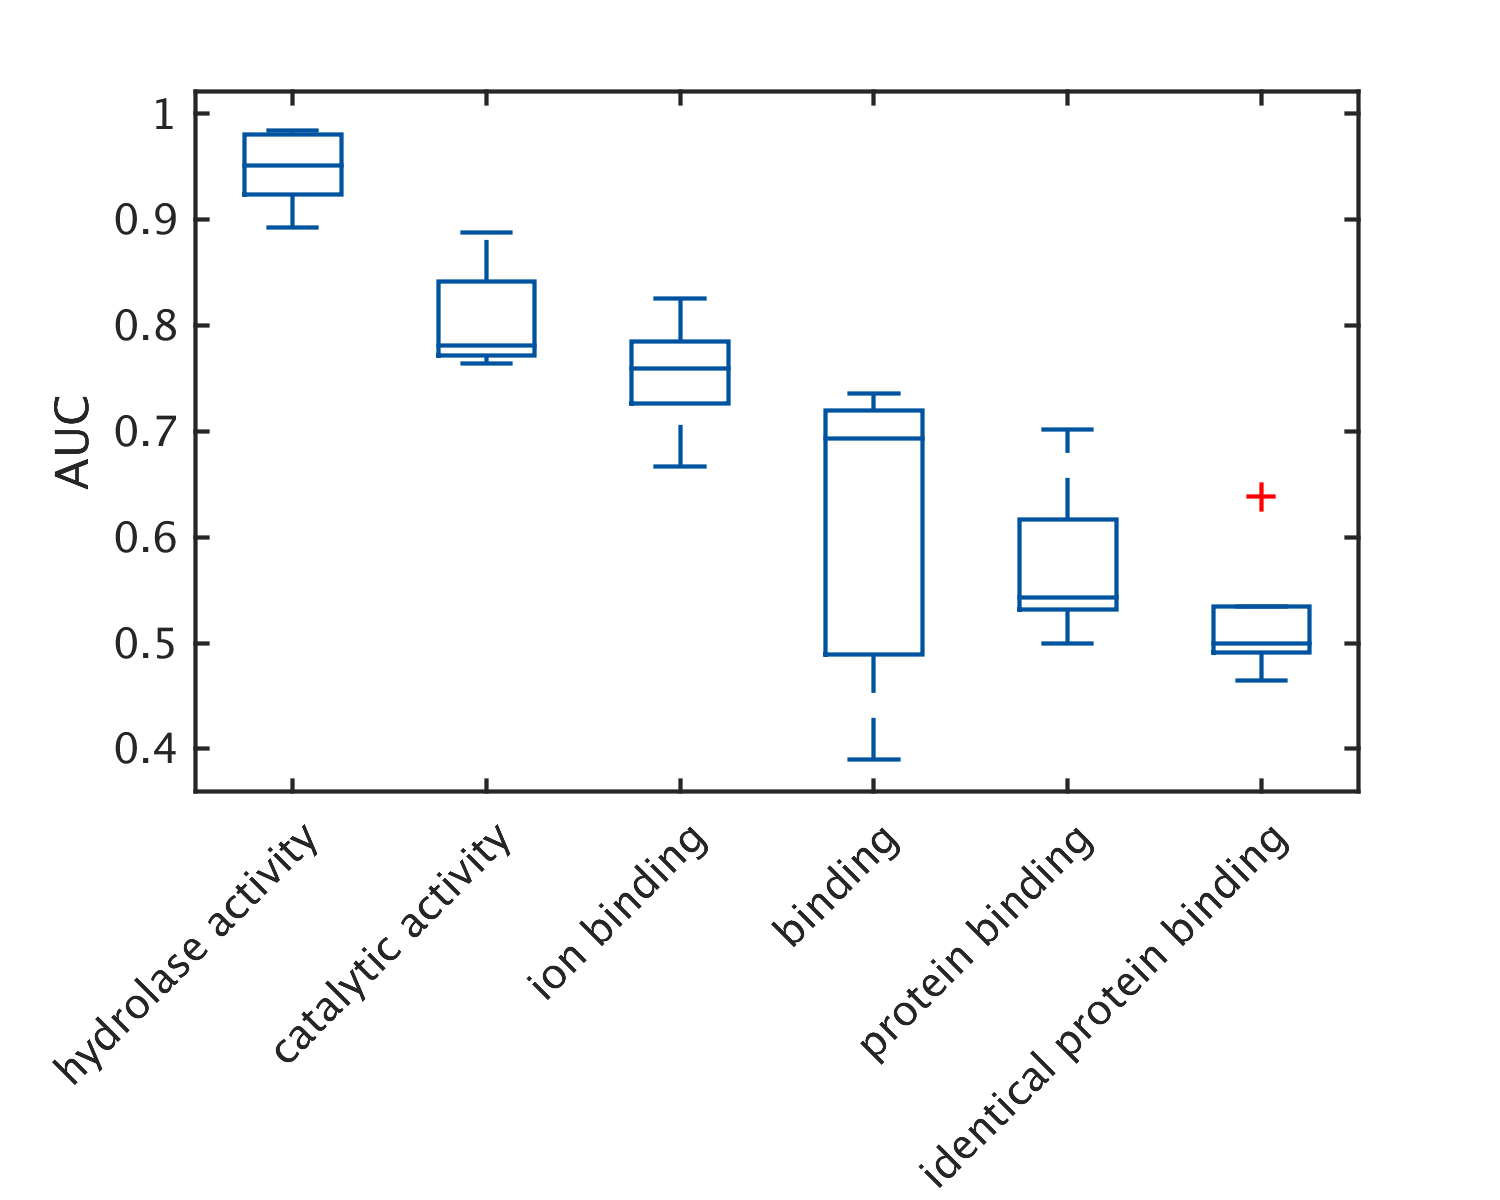 1
0.9
0.8
0.7
0.6
0.5
0.4
AUC
hydrolase activity
catalytic activity
ion binding
binding
protein binding
identical protein binding